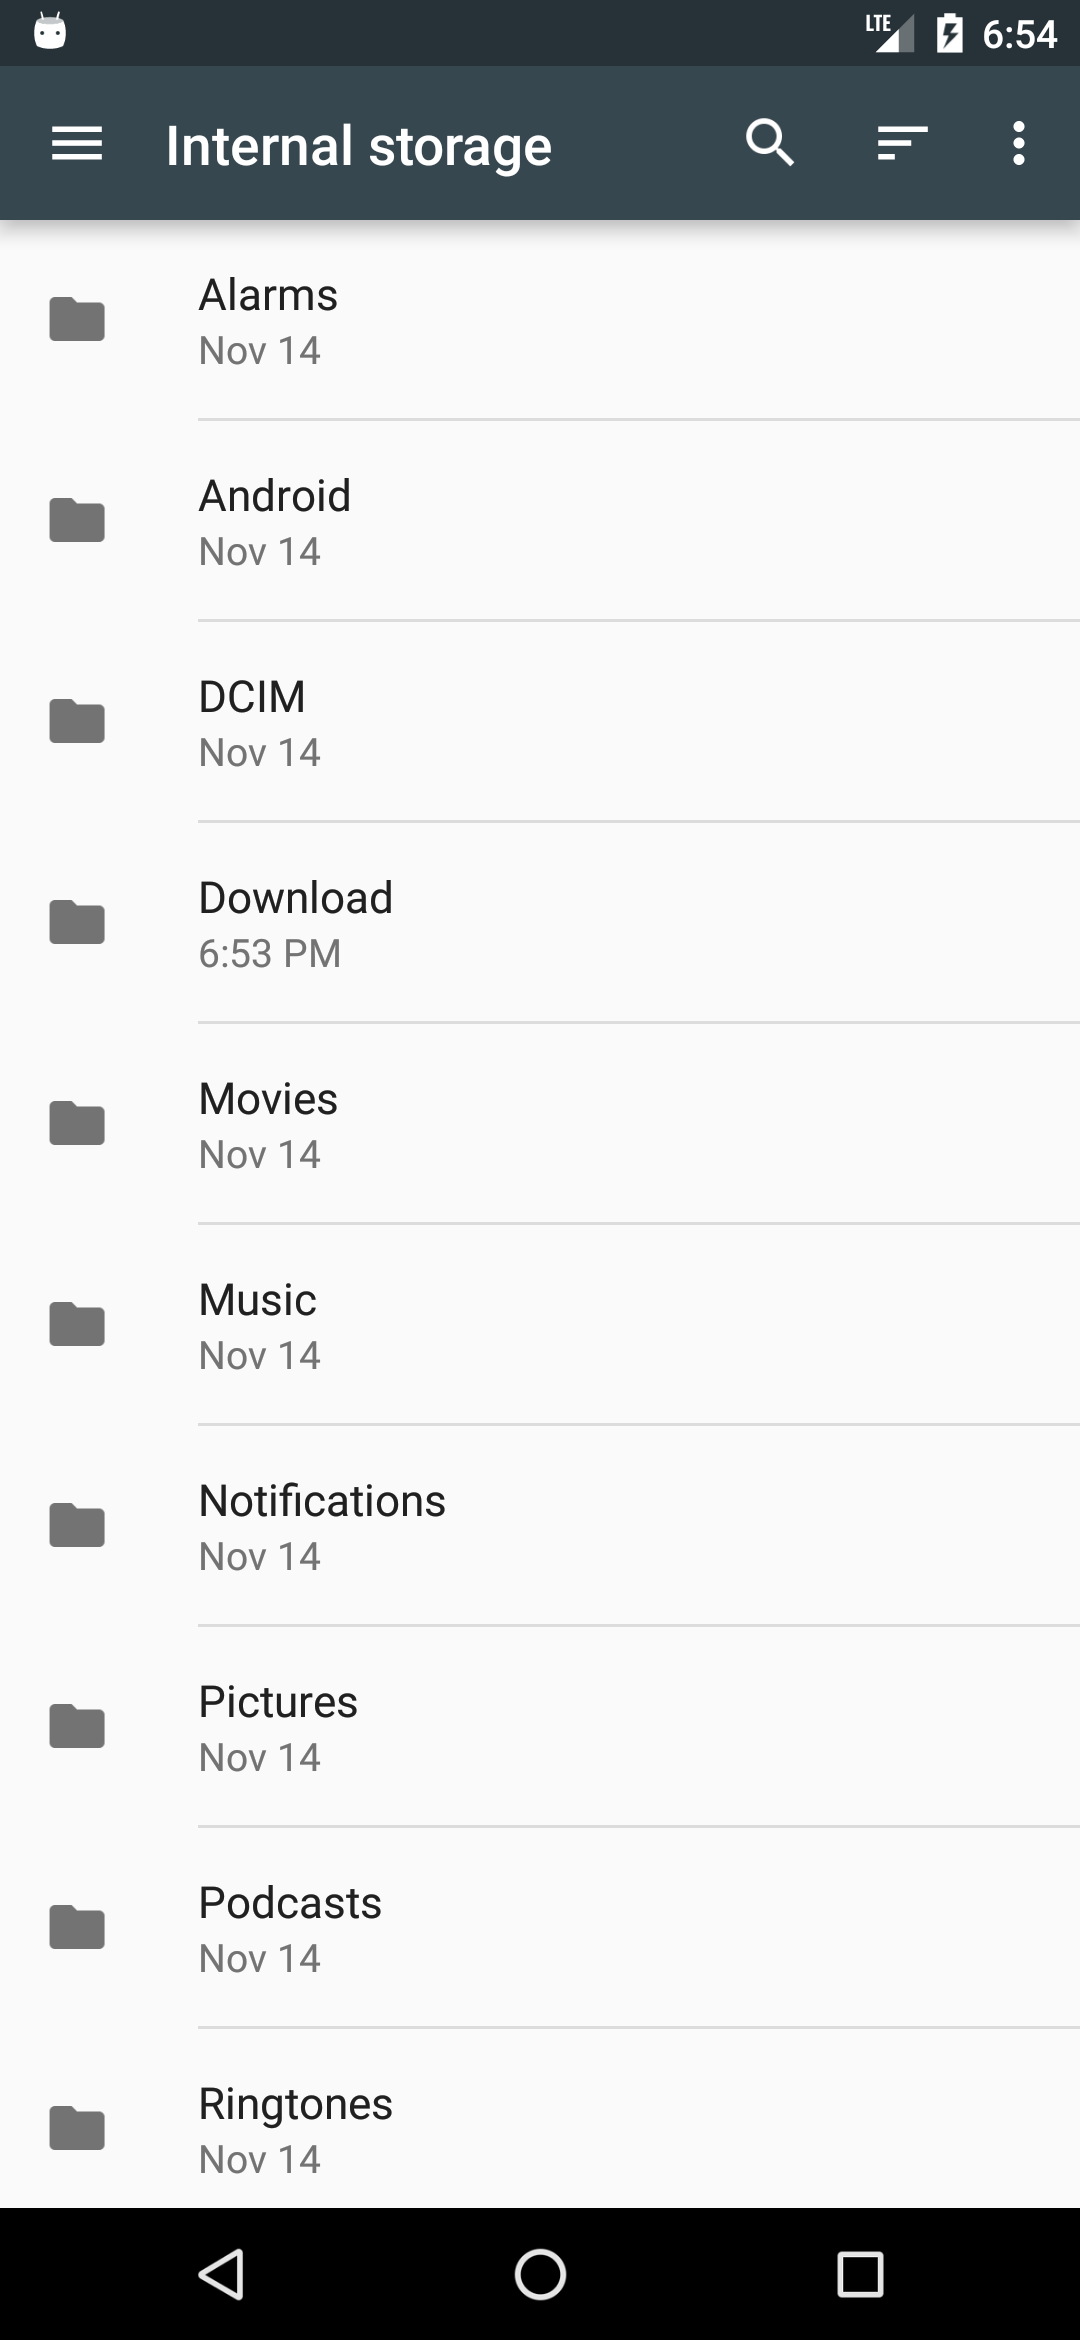 LTE 6:54
Internal storage
Alarms
Nov 14
Android
Nov 14
DCIM
Nov 14
Download
6:53 PM
Movies
Nov 14
Music
Nov 14
Notifications
Nov 14
Pictures
Nov 14
Podcasts
Nov 14
Ringtones
Nov 14